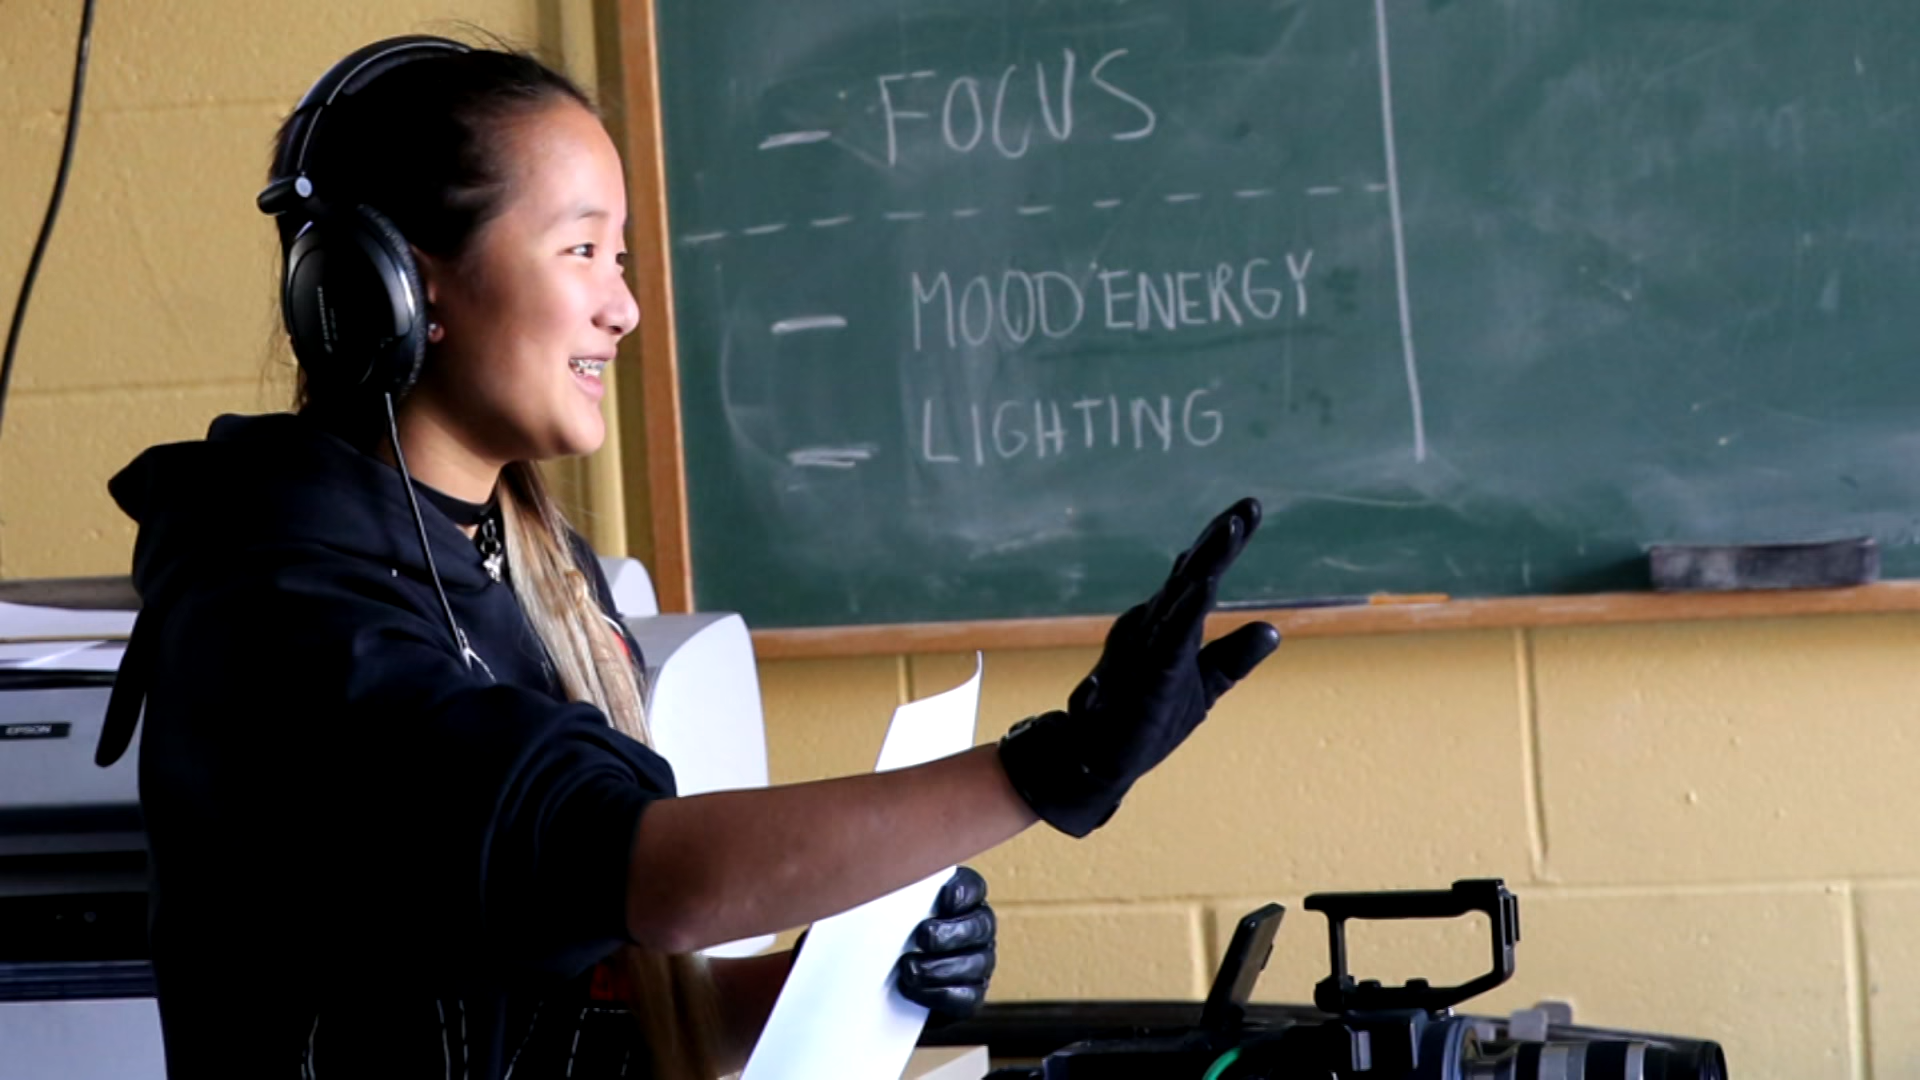 - FOCUS
- MOOD ENERGY
- LIGHTING
EPSON